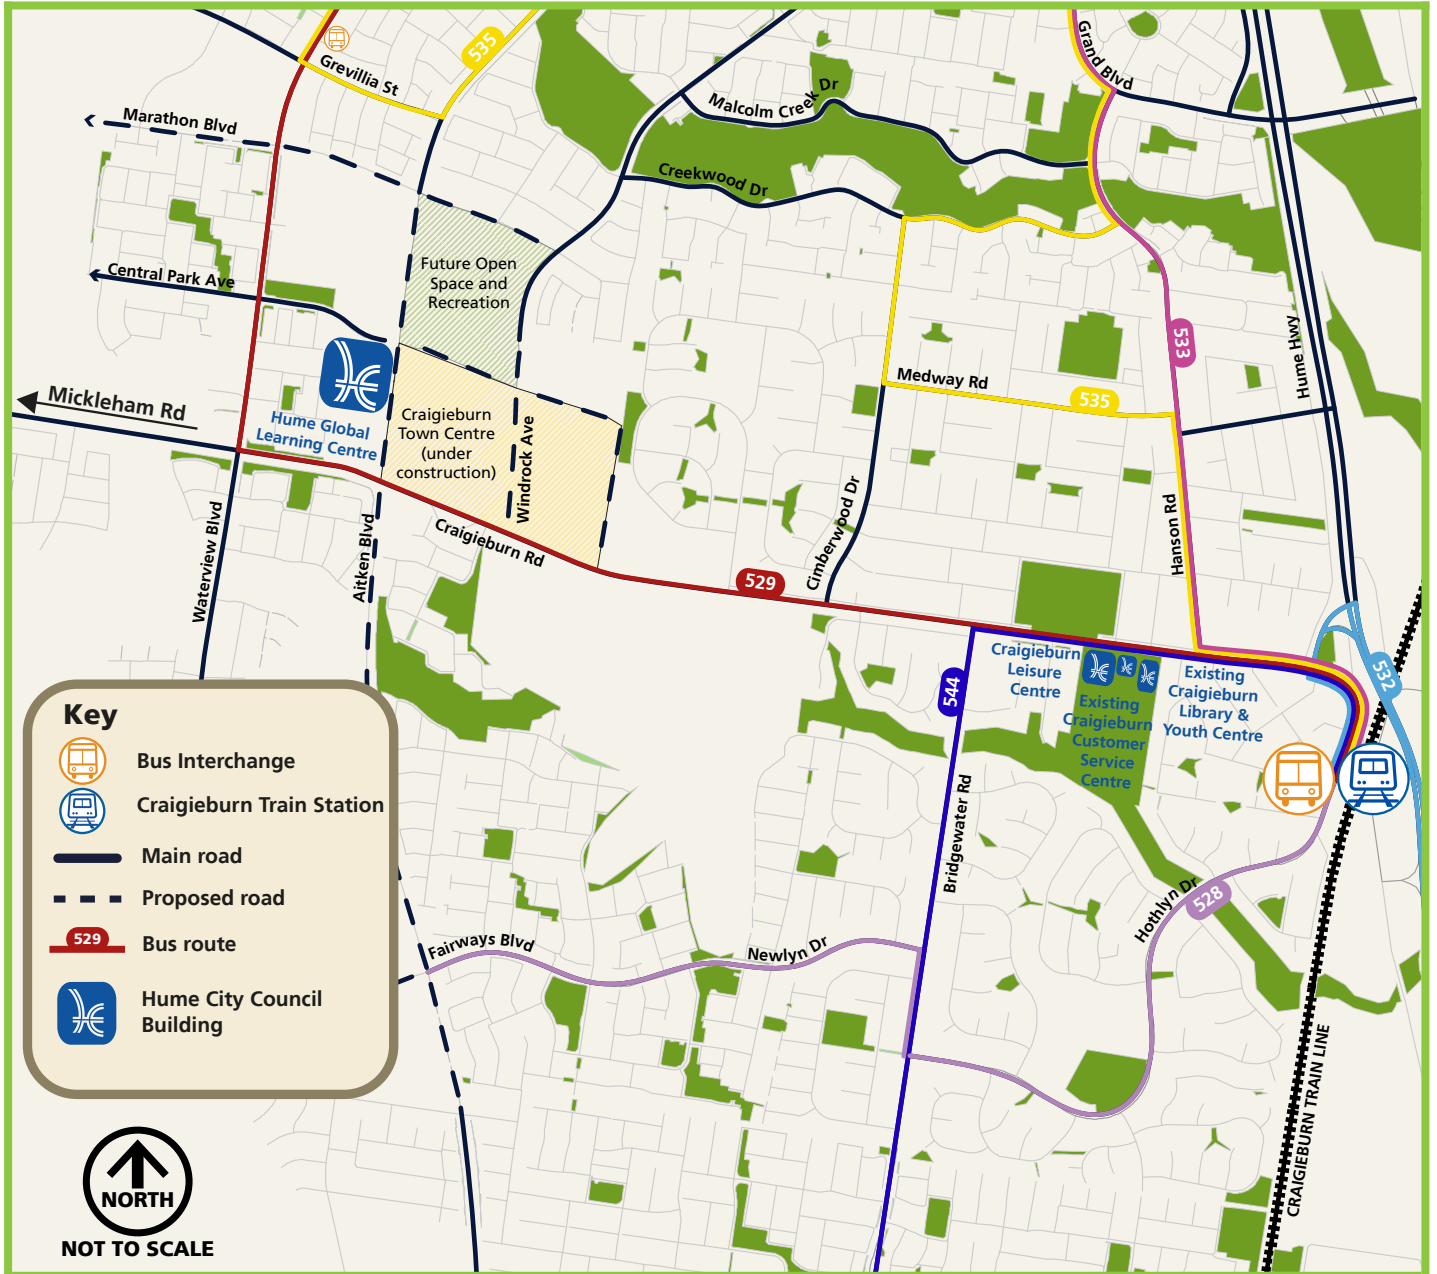 535
Grand Blvd
Grevillia St
Malcolm Creek Dr
Marathon Blvd
Creekwood Dr
Future Open
Space and
Recreation
Central Park Ave
533
Hume Hwy
Medway Rd
535
Mickleham Rd
Hume Global
Learning Centre
Craigieburn
Town Centre
(under
construction)
Windrock Ave
Cimberwood Dr
Hanson Rd
Waterview Blvd
Aitken Blvd
Craigieburn Rd
529
544
Craigieburn
Leisure
Centre
Existing
Craigieburn
Customer
Service
Centre
Existing
Craigieburn
Library &
Youth Centre
532
Bridgewater Rd
Hothlyn Dr
528
Fairways Blvd
Newlyn Dr
CRAIGIEBURN TRAIN LINE
Key
Bus Interchange
Craigieburn Train Station
Main road
Proposed road
529
Bus route
Hume City Council
Building
NORTH
NOT TO SCALE